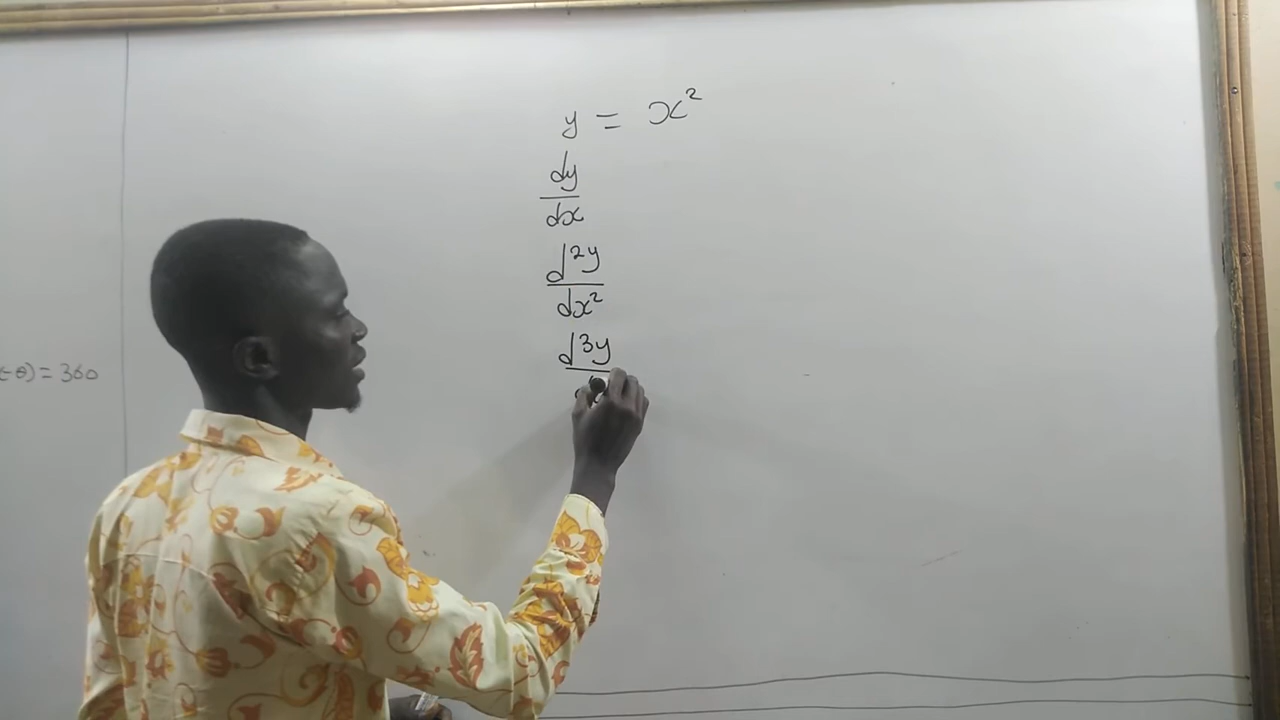 y = x²
dy
dx
d²y
dx²
d³y
θ) = 360